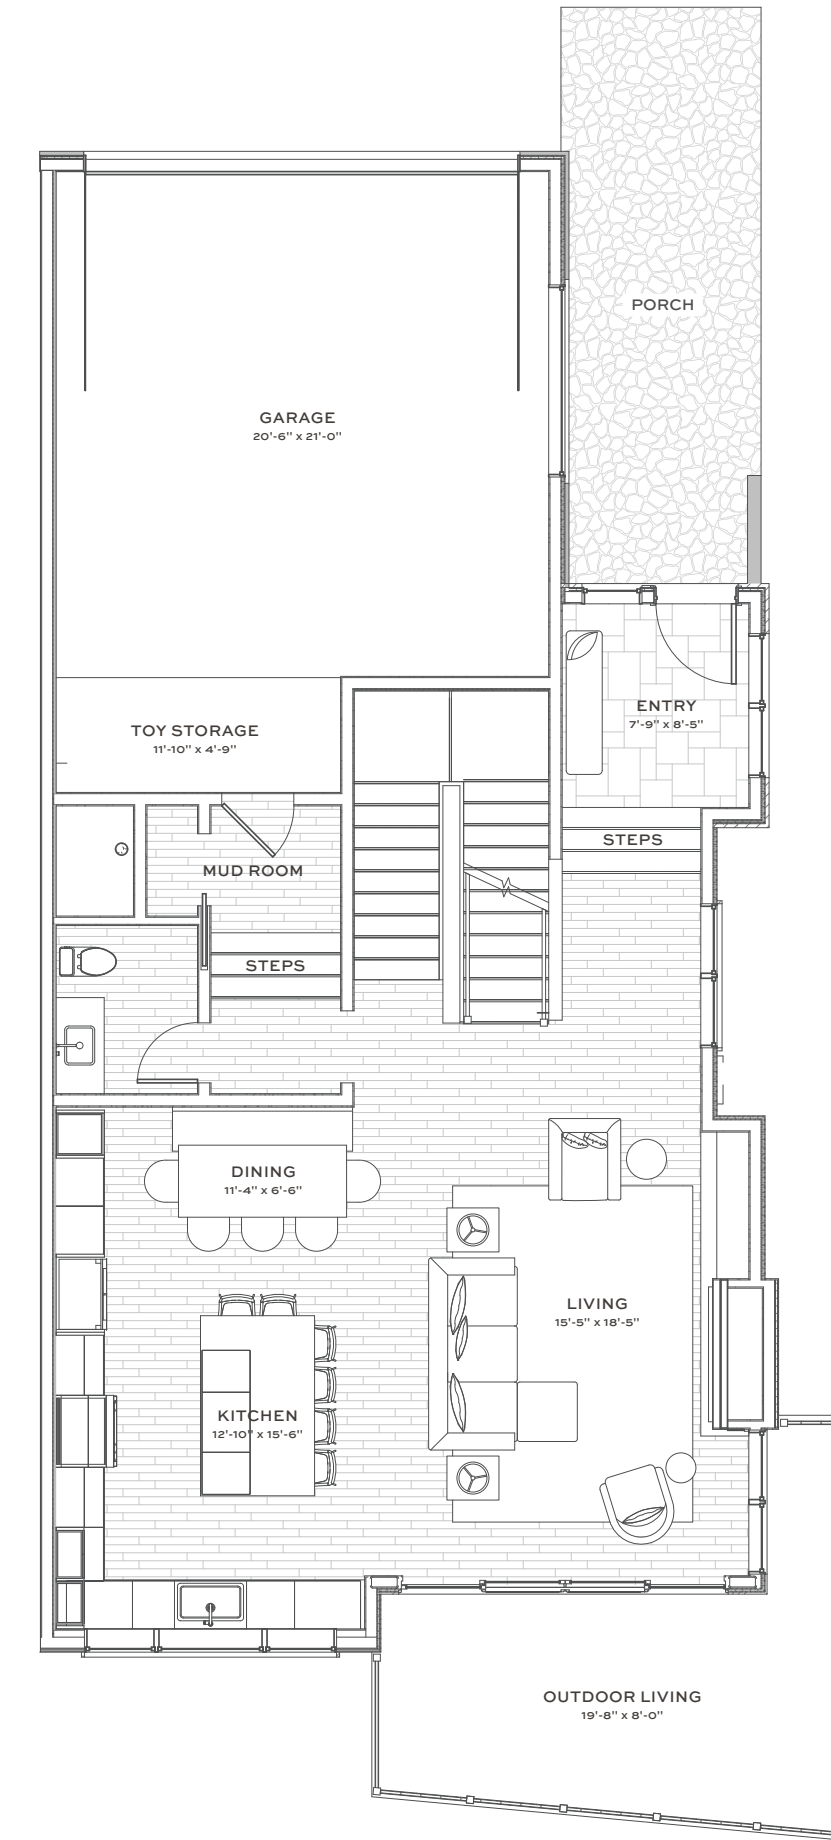 PORCH
GARAGE
20'-6" x 21'-0"
ENTRY
7'-9" x 8'-5"
TOY STORAGE
11'-10" x 4'-9"
STEPS
MUD ROOM
STEPS
DINING
11'-4" x 6'-6"
LIVING
15'-5" x 18'-5"
KITCHEN
12'-10" x 15'-6"
OUTDOOR LIVING
19'-8" x 8'-0"